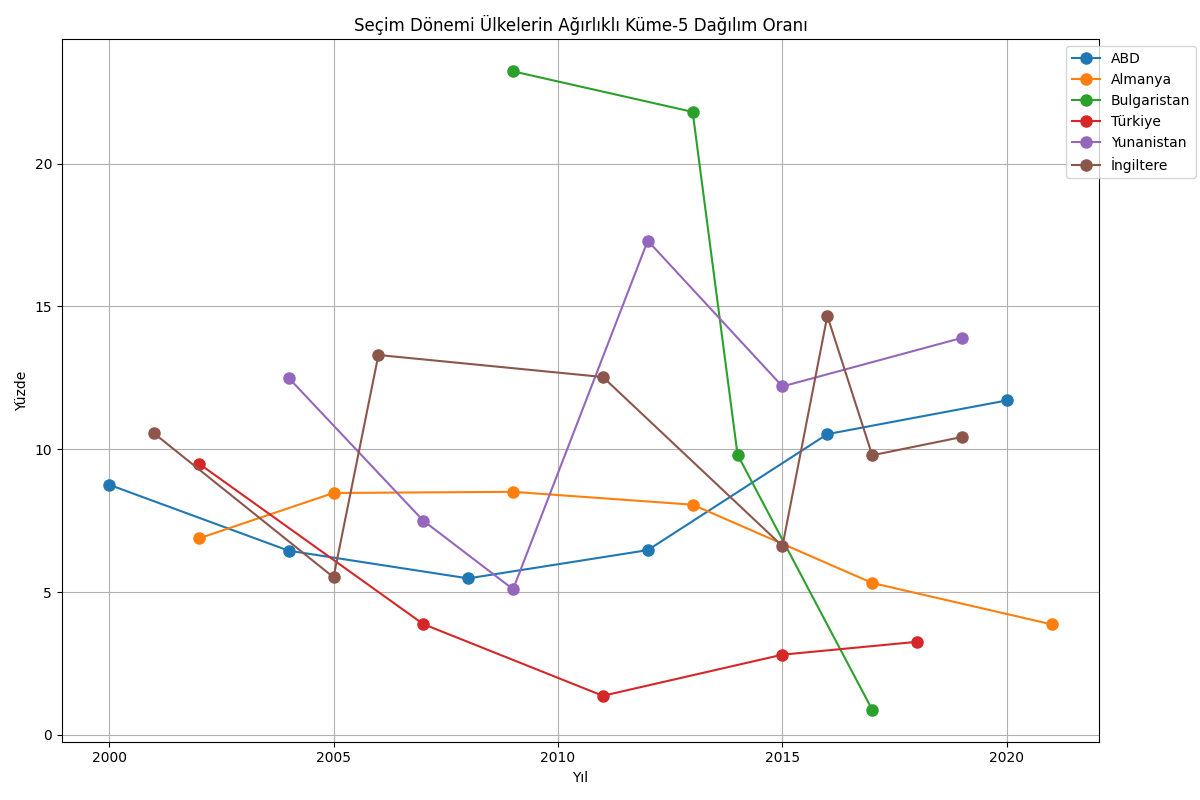 Seçim Dönemi Ülkelerin Ağırlıklı Küme-5 Dağılım Oranı
ABD
Almanya
Bulgaristan
Türkiye
Yunanistan
İngiltere
Yüzde
20
15
10
5
0
2000 2005 2010 2015 2020
Yıl